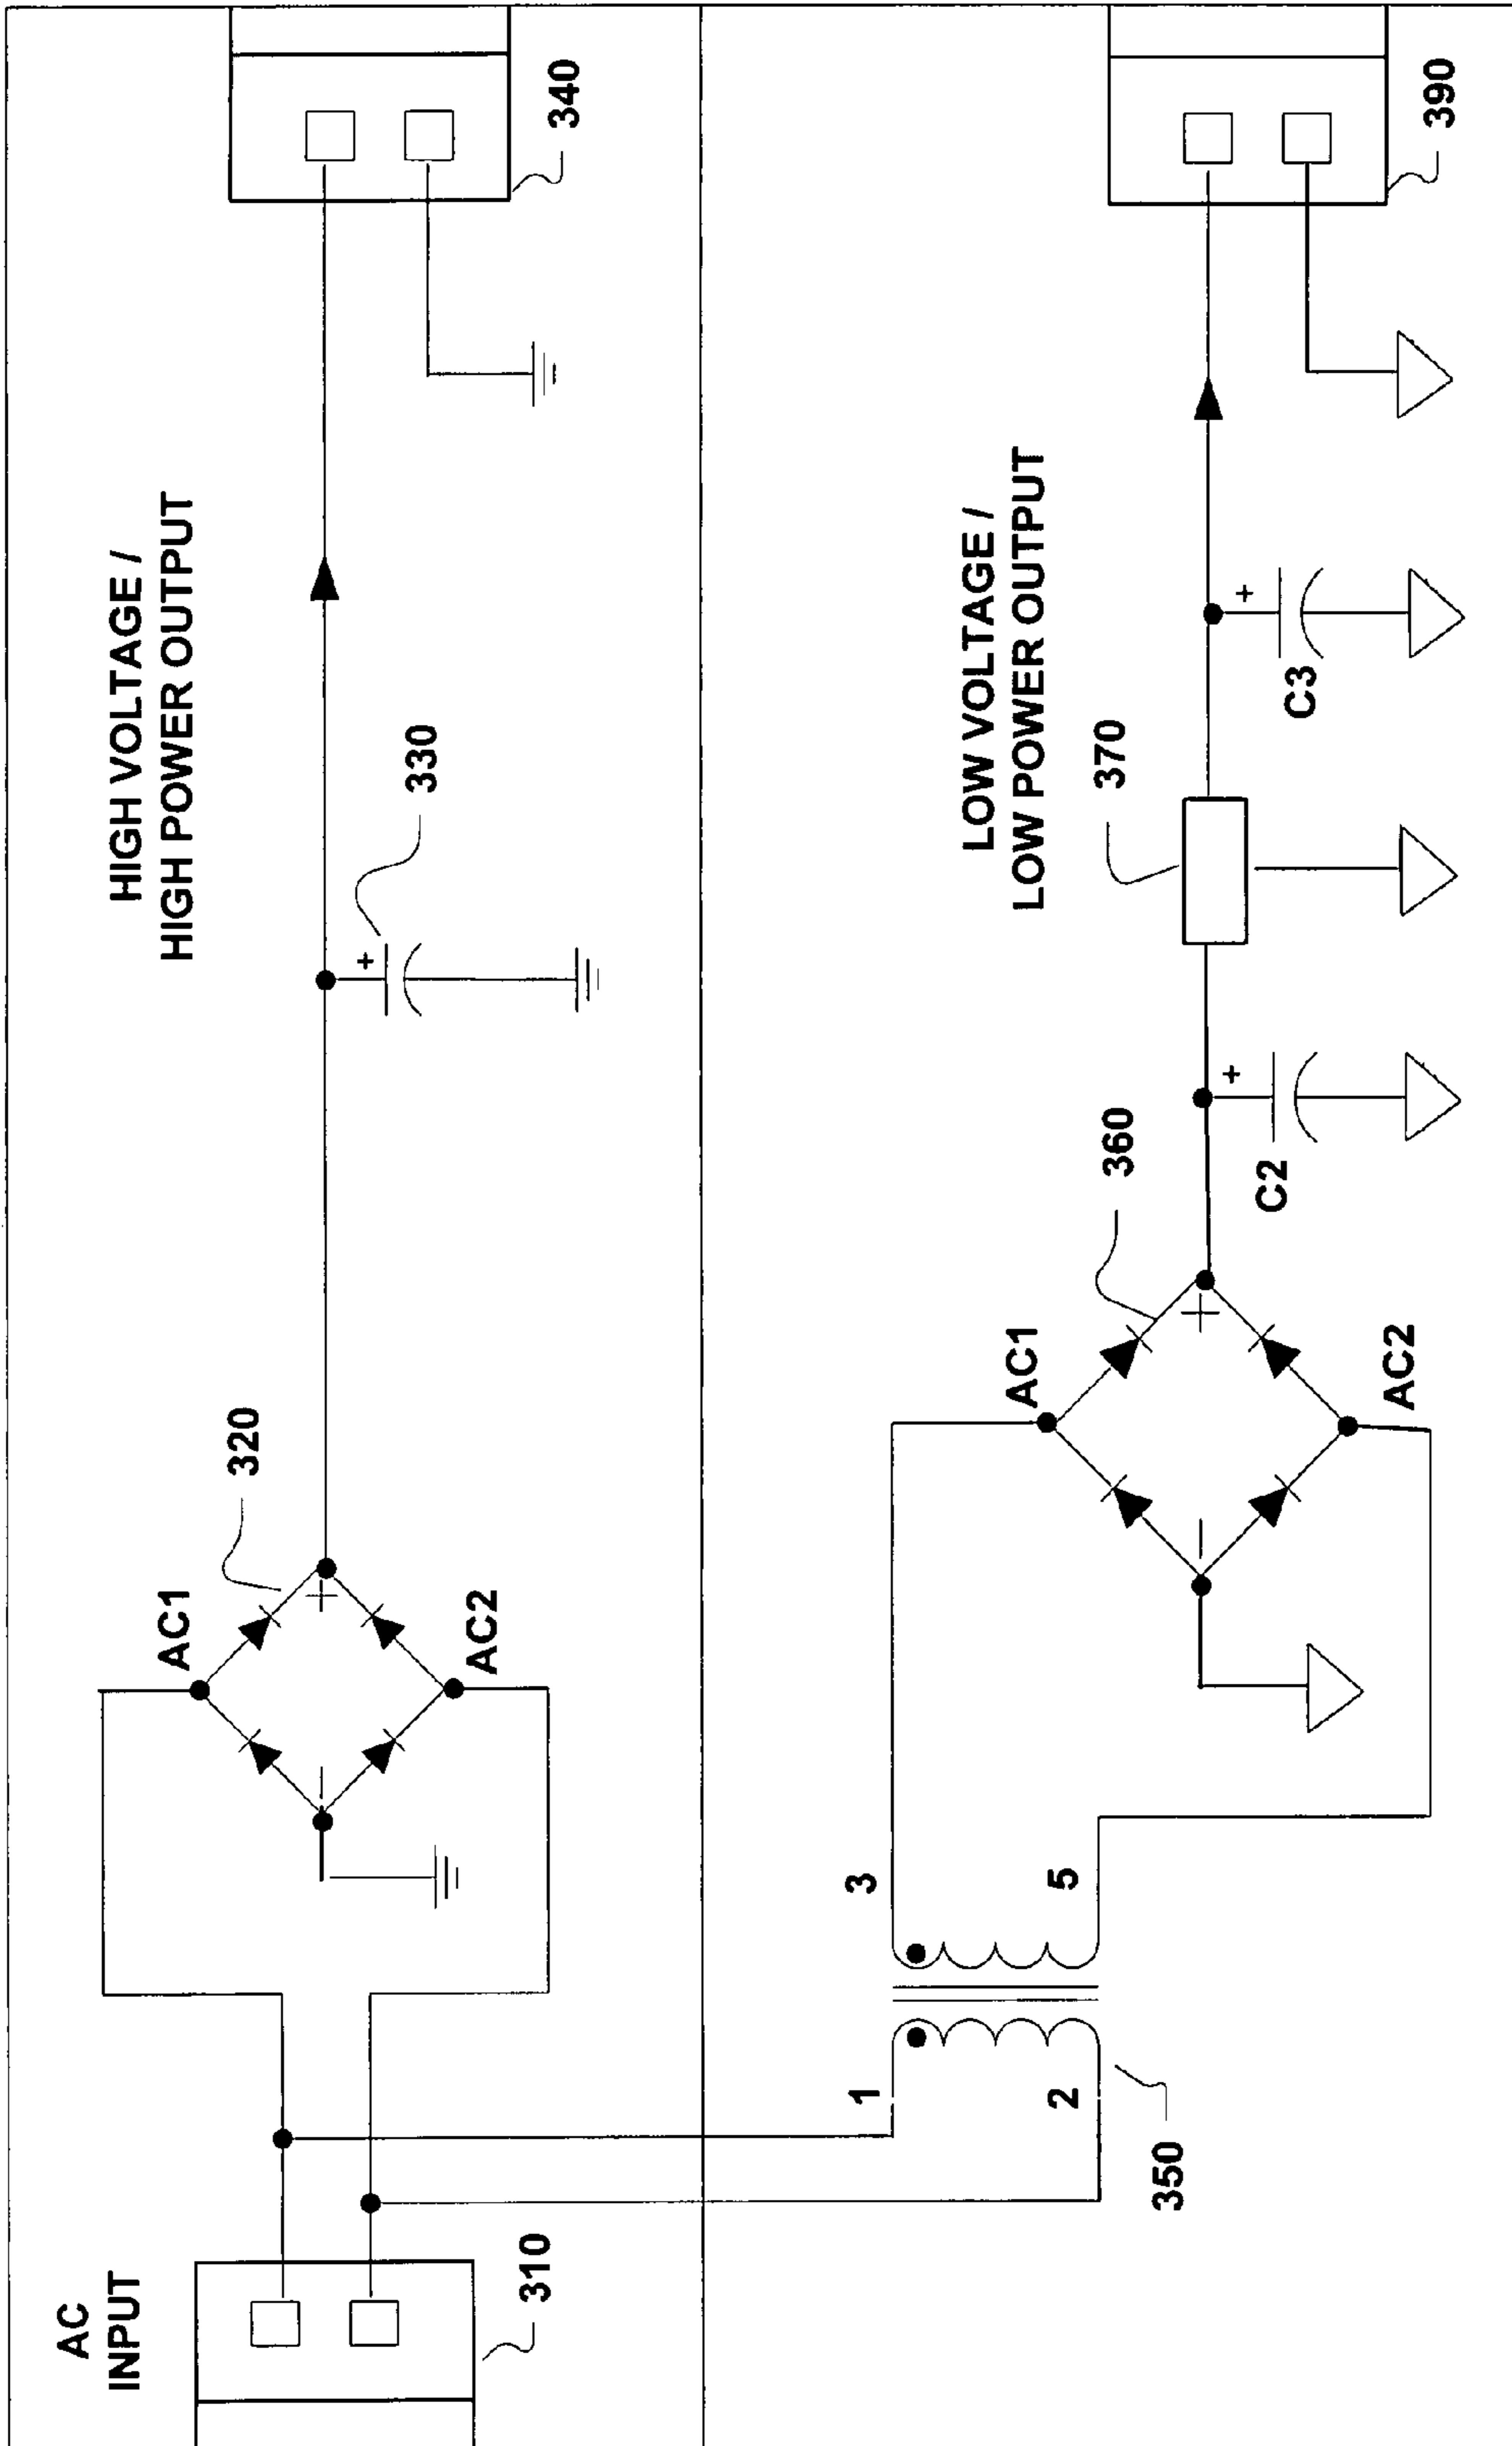 AC
INPUT
310
AC1
AC2
320
+
–
330
+
HIGH VOLTAGE /
HIGH POWER OUTPUT
340
1
2
350
3
5
AC1
AC2
360
+
–
C2
+
370
C3
+
LOW VOLTAGE /
LOW POWER OUTPUT
390